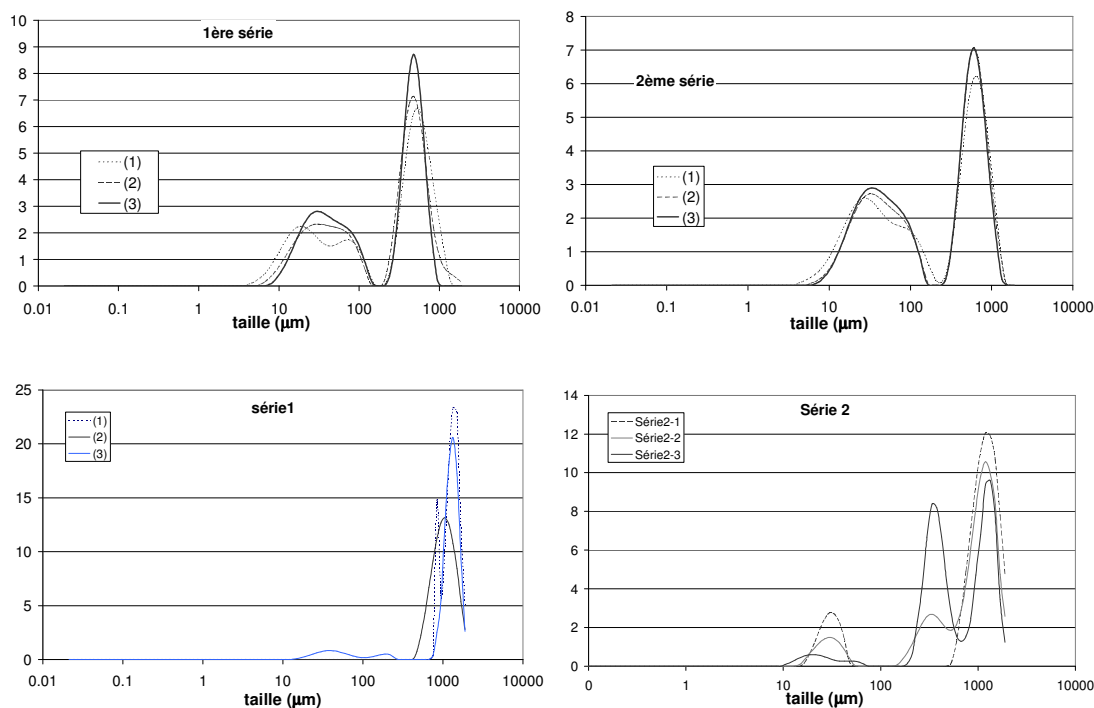 1ère série
10
9
8
7
6
5
4
3
2
1
0
(1)
(2)
(3)
0.01 0.1 1 10 100 1000 10000
taille (µm)
2ème série
8
7
6
5
4
3
2
1
0
(1)
(2)
(3)
0.01 0.1 1 10 100 1000 10000
taille (µm)
série1
25
20
15
10
5
0
(1)
(2)
(3)
0.01 0.1 1 10 100 1000 10000
taille (µm)
Série 2
14
12
10
8
6
4
2
0
Série2-1
Série2-2
Série2-3
0 1 10 100 1000 10000
taille (µm)